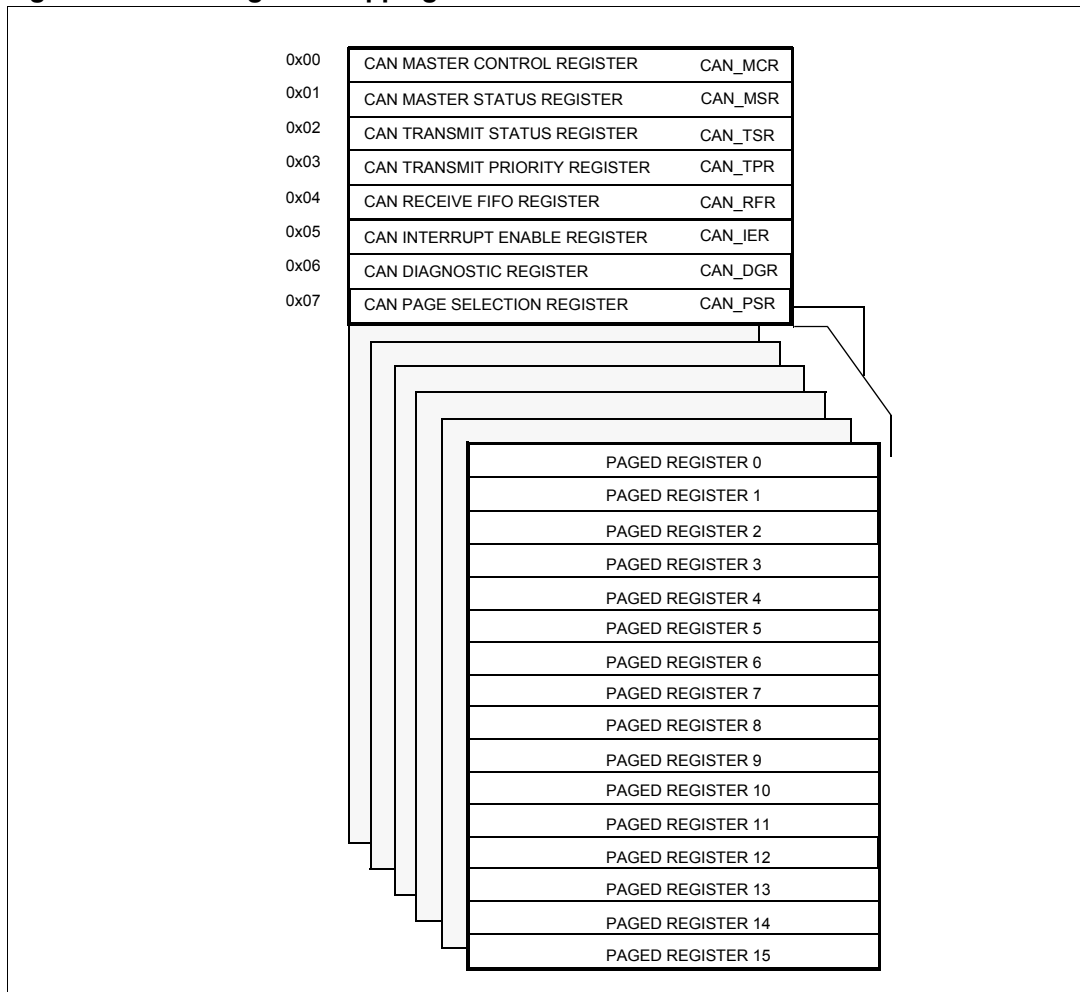 0x00 CAN MASTER CONTROL REGISTER CAN_MCR
0x01 CAN MASTER STATUS REGISTER CAN_MSR
0x02 CAN TRANSMIT STATUS REGISTER CAN_TSR
0x03 CAN TRANSMIT PRIORITY REGISTER CAN_TPR
0x04 CAN RECEIVE FIFO REGISTER CAN_RFR
0x05 CAN INTERRUPT ENABLE REGISTER CAN_IER
0x06 CAN DIAGNOSTIC REGISTER CAN_DGR
0x07 CAN PAGE SELECTION REGISTER CAN_PSR
PAGED REGISTER 0
PAGED REGISTER 1
PAGED REGISTER 2
PAGED REGISTER 3
PAGED REGISTER 4
PAGED REGISTER 5
PAGED REGISTER 6
PAGED REGISTER 7
PAGED REGISTER 8
PAGED REGISTER 9
PAGED REGISTER 10
PAGED REGISTER 11
PAGED REGISTER 12
PAGED REGISTER 13
PAGED REGISTER 14
PAGED REGISTER 15